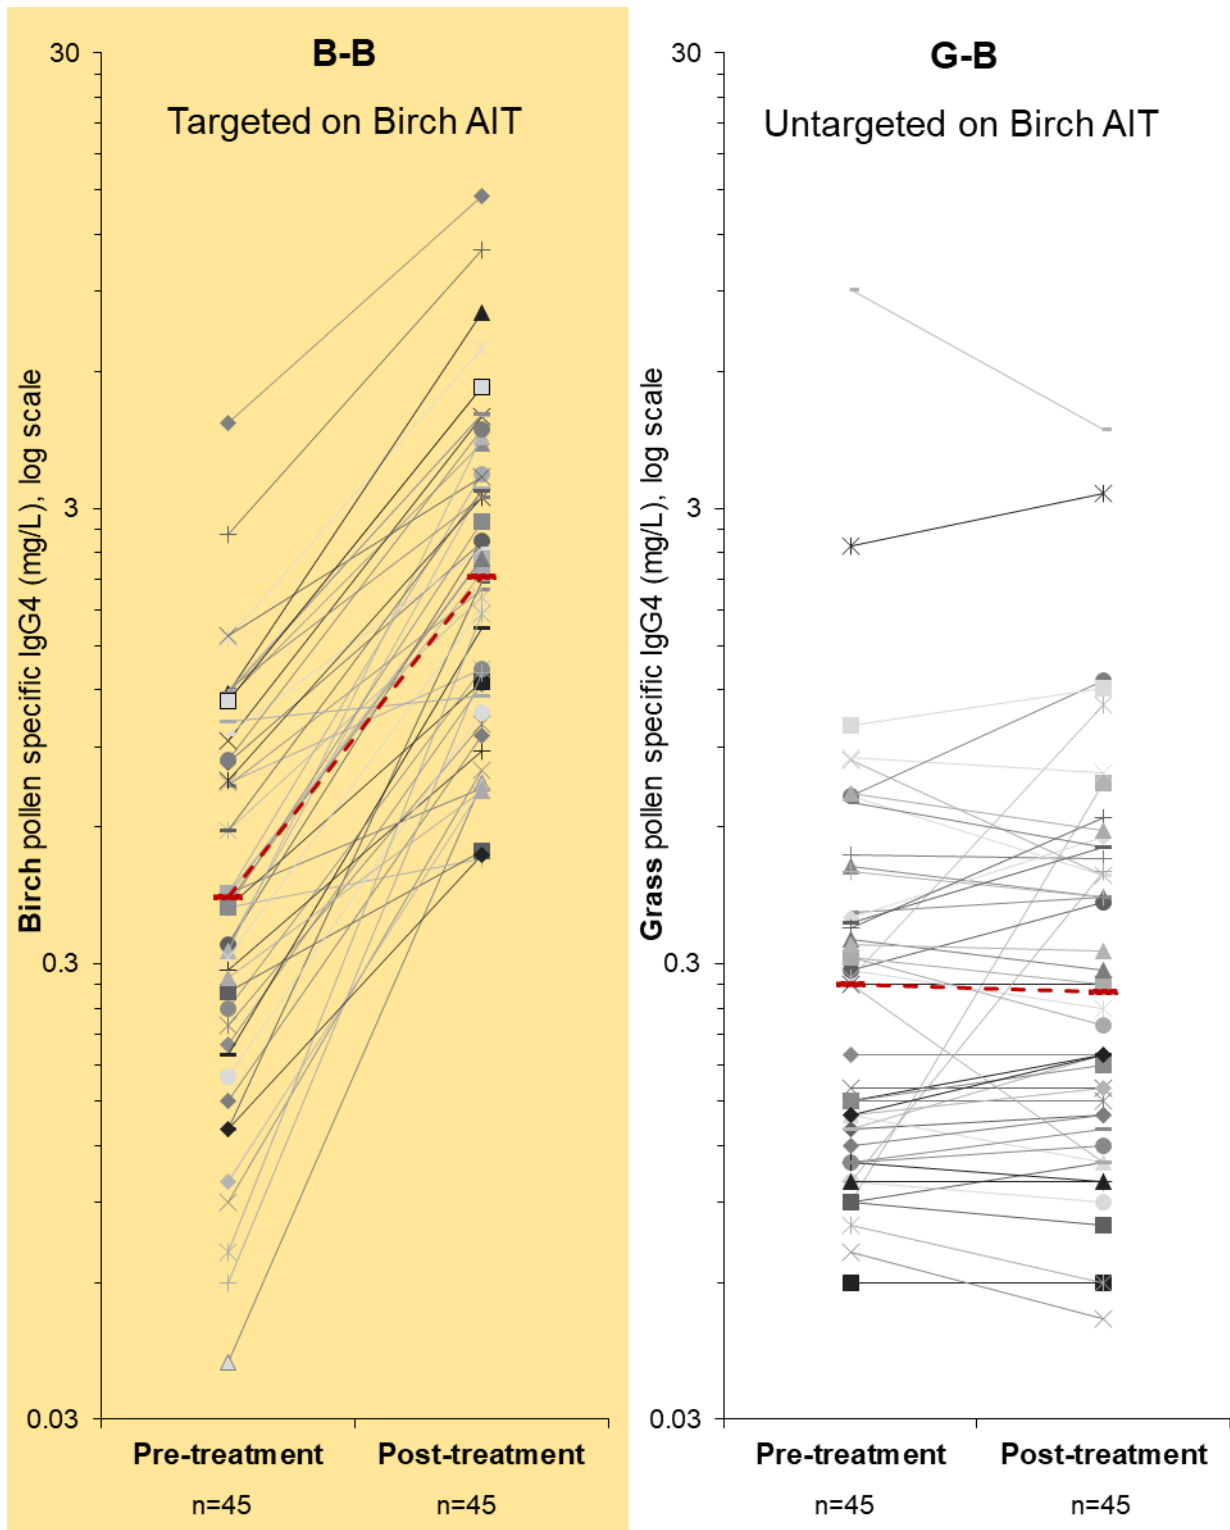 B-B
Targeted on Birch AIT
30
3
0.3
0.03
Birch pollen specific IgG4 (mg/L), log scale
Pre-treatment Post-treatment
n=45 n=45
G-B
Untargeted on Birch AIT
30
3
0.3
0.03
Grass pollen specific IgG4 (mg/L), log scale
Pre-treatment Post-treatment
n=45 n=45